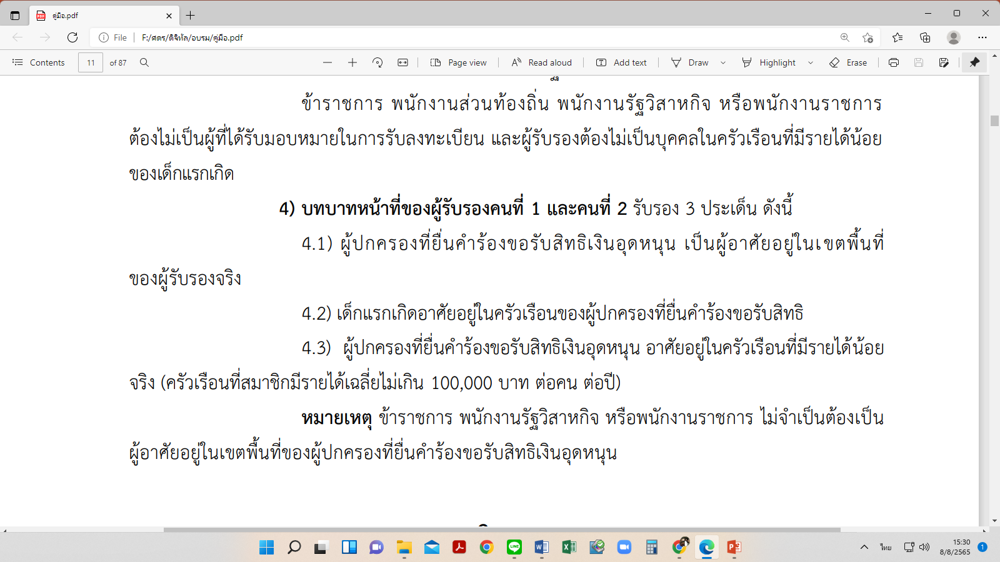 คู่มือ.pdf
File
F:/ศดร/ดิจิทัล/อบรม/คู่มือ.pdf
Contents
11
of 87
Page view
Read aloud
Add text
Draw
Highlight
Erase
ข้าราชการ พนักงานส่วนท้องถิ่น พนักงานรัฐวิสาหกิจ หรือพนักงานราชการ
ต้องไม่เป็นผู้ที่ได้รับมอบหมายในการรับลงทะเบียน และผู้รับรองต้องไม่เป็นบุคคลในครัวเรือนที่มีรายได้น้อย
ของเด็กแรกเกิด
4) บทบาทหน้าที่ของผู้รับรองคนที่ 1 และคนที่ 2 รับรอง 3 ประเด็น ดังนี้
4.1) ผู้ปกครองที่ยื่นคำร้องขอรับสิทธิเงินอุดหนุน เป็นผู้อาศัยอยู่ในเขตพื้นที่
ของผู้รับรองจริง
4.2) เด็กแรกเกิดอาศัยอยู่ในครัวเรือนของผู้ปกครองที่ยื่นคำร้องขอรับสิทธิ
4.3) ผู้ปกครองที่ยื่นคำร้องขอรับสิทธิเงินอุดหนุน อาศัยอยู่ในครัวเรือนที่มีรายได้น้อย
จริง (ครัวเรือนที่สมาชิกมีรายได้เฉลี่ยไม่เกิน 100,000 บาท ต่อคน ต่อปี)
หมายเหตุ ข้าราชการ พนักงานรัฐวิสาหกิจ หรือพนักงานราชการ ไม่จำเป็นต้องเป็น
ผู้อาศัยอยู่ในเขตพื้นที่ของผู้ปกครองที่ยื่นคำร้องขอรับสิทธิเงินอุดหนุน
ไทย
15:30
8/8/2565
1